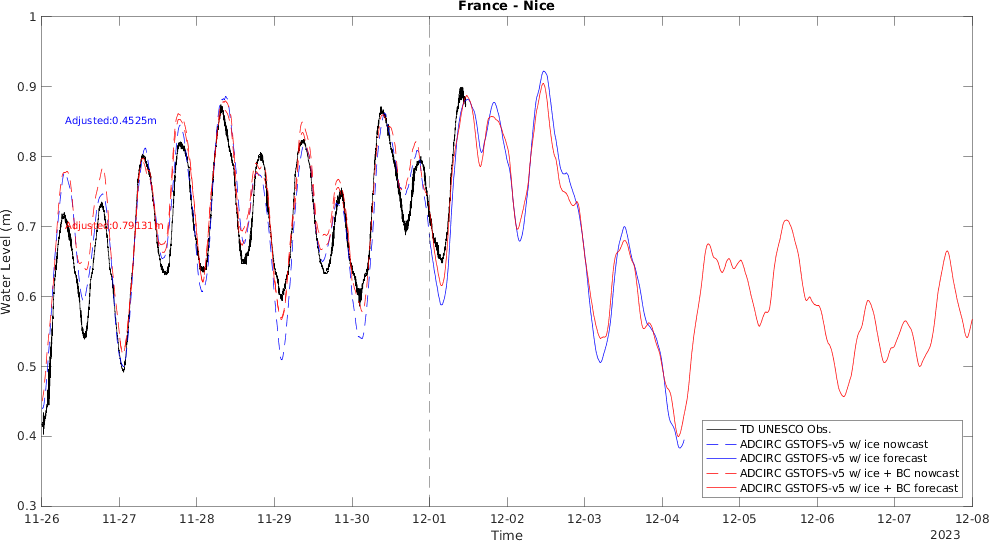 France - Nice
1
0.9
0.8
0.7
0.6
0.5
0.4
0.3
Water Level (m)
Adjusted:0.4525m
Adjusted:0.79131m
TD UNESCO Obs.
ADCIRC GSTOFS-v5 w/ ice nowcast
ADCIRC GSTOFS-v5 w/ ice forecast
ADCIRC GSTOFS-v5 w/ ice + BC nowcast
ADCIRC GSTOFS-v5 w/ ice + BC forecast
11-26 11-27 11-28 11-29 11-30 12-01 12-02 12-03 12-04 12-05 12-06 12-07 12-08
Time
2023